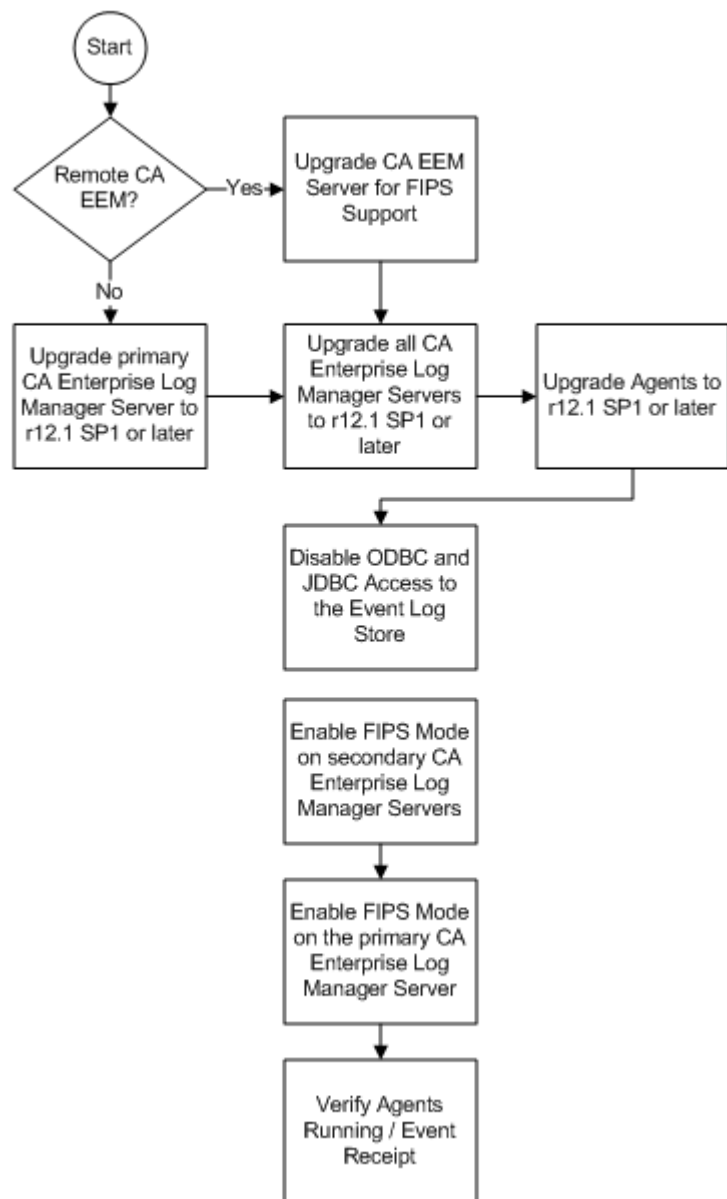 Start
Remote CA
EEM?
Yes
Upgrade CA EEM
Server for FIPS
Support
No
Upgrade primary
CA Enterprise Log
Manager Server to
r12.1 SP1 or later
Upgrade all CA
Enterprise Log
Manager Servers
to r12.1 SP1 or
later
Upgrade Agents to
r12.1 SP1 or later
Disable ODBC and
JDBC Access to
the Event Log
Store
Enable FIPS Mode
on secondary CA
Enterprise Log
Manager Servers
Enable FIPS Mode
on the primary CA
Enterprise Log
Manager Server
Verify Agents
Running / Event
Receipt